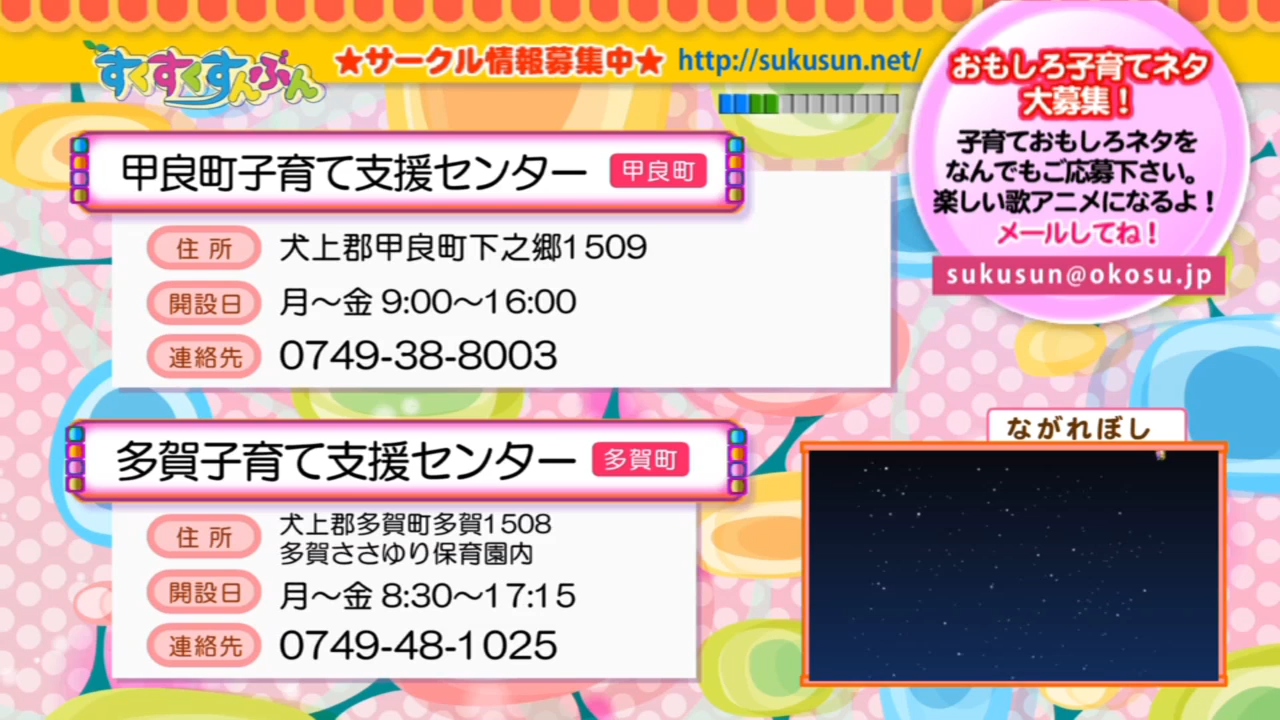 すくすくすんぷん
★サークル情報募集中★
http://sukusun.net/
おもしろ子育てネタ
大募集！
子育ておもしろネタを
なんでもご応募下さい。
楽しい歌アニメになるよ！
メールしてね！
sukusun@okosu.jp
甲良町子育て支援センター 甲良町
住所 犬上郡甲良町下之郷1509
開設日 月〜金 9:00〜16:00
連絡先 0749-38-8003
多賀子育て支援センター 多賀町
住所 犬上郡多賀町多賀1508
多賀ささゆり保育園内
開設日 月〜金 8:30〜17:15
連絡先 0749-48-1025
ながれぼし